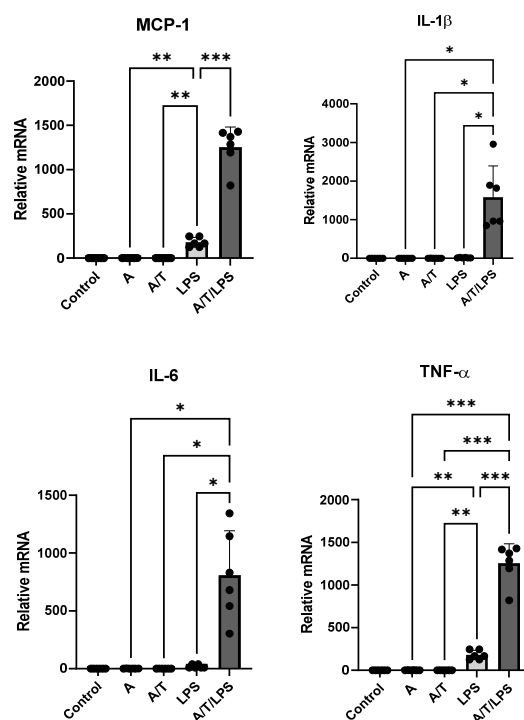 MCP-1
** ***
**
2000
1500
1000
500
0
Relative mRNA
Control A A/T LPS A/T/LPS
IL-1β
*
*
*
4000
3000
2000
1000
0
Relative mRNA
Control A A/T LPS A/T/LPS
IL-6
*
*
*
1500
1000
500
0
Relative mRNA
Control A A/T LPS A/T/LPS
TNF-α
***
***
** ***
**
2000
1500
1000
500
0
Relative mRNA
Control A A/T LPS A/T/LPS